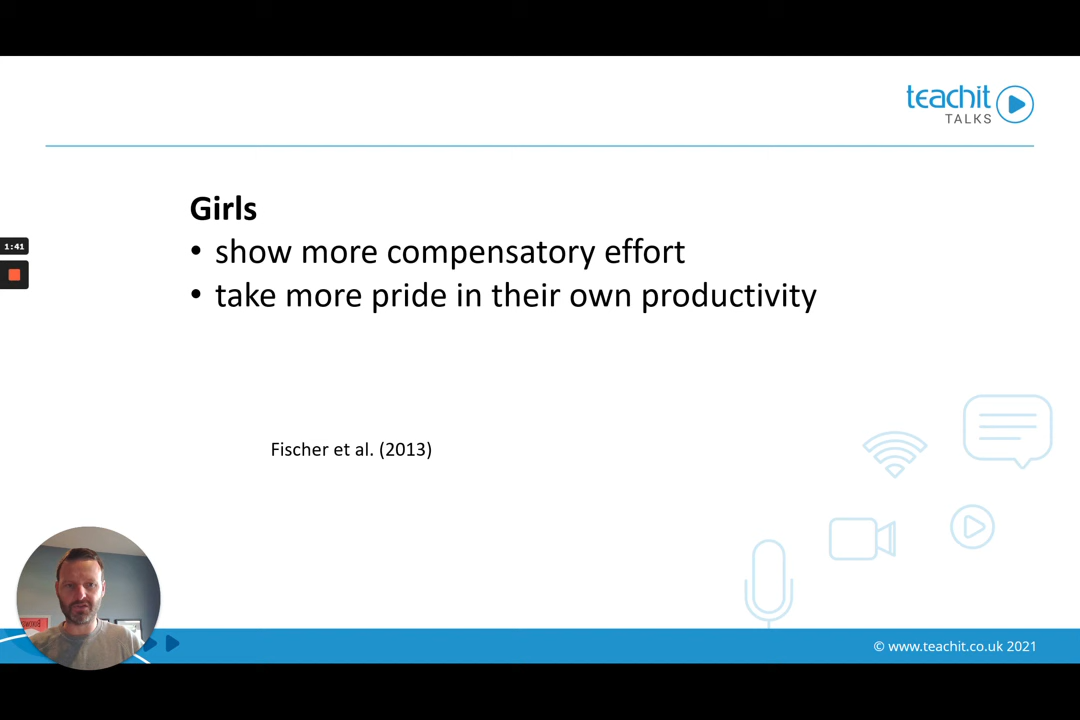 teachit
TALKS
Girls
• show more compensatory effort
• take more pride in their own productivity
1:41
Fischer et al. (2013)
© www.teachit.co.uk 2021